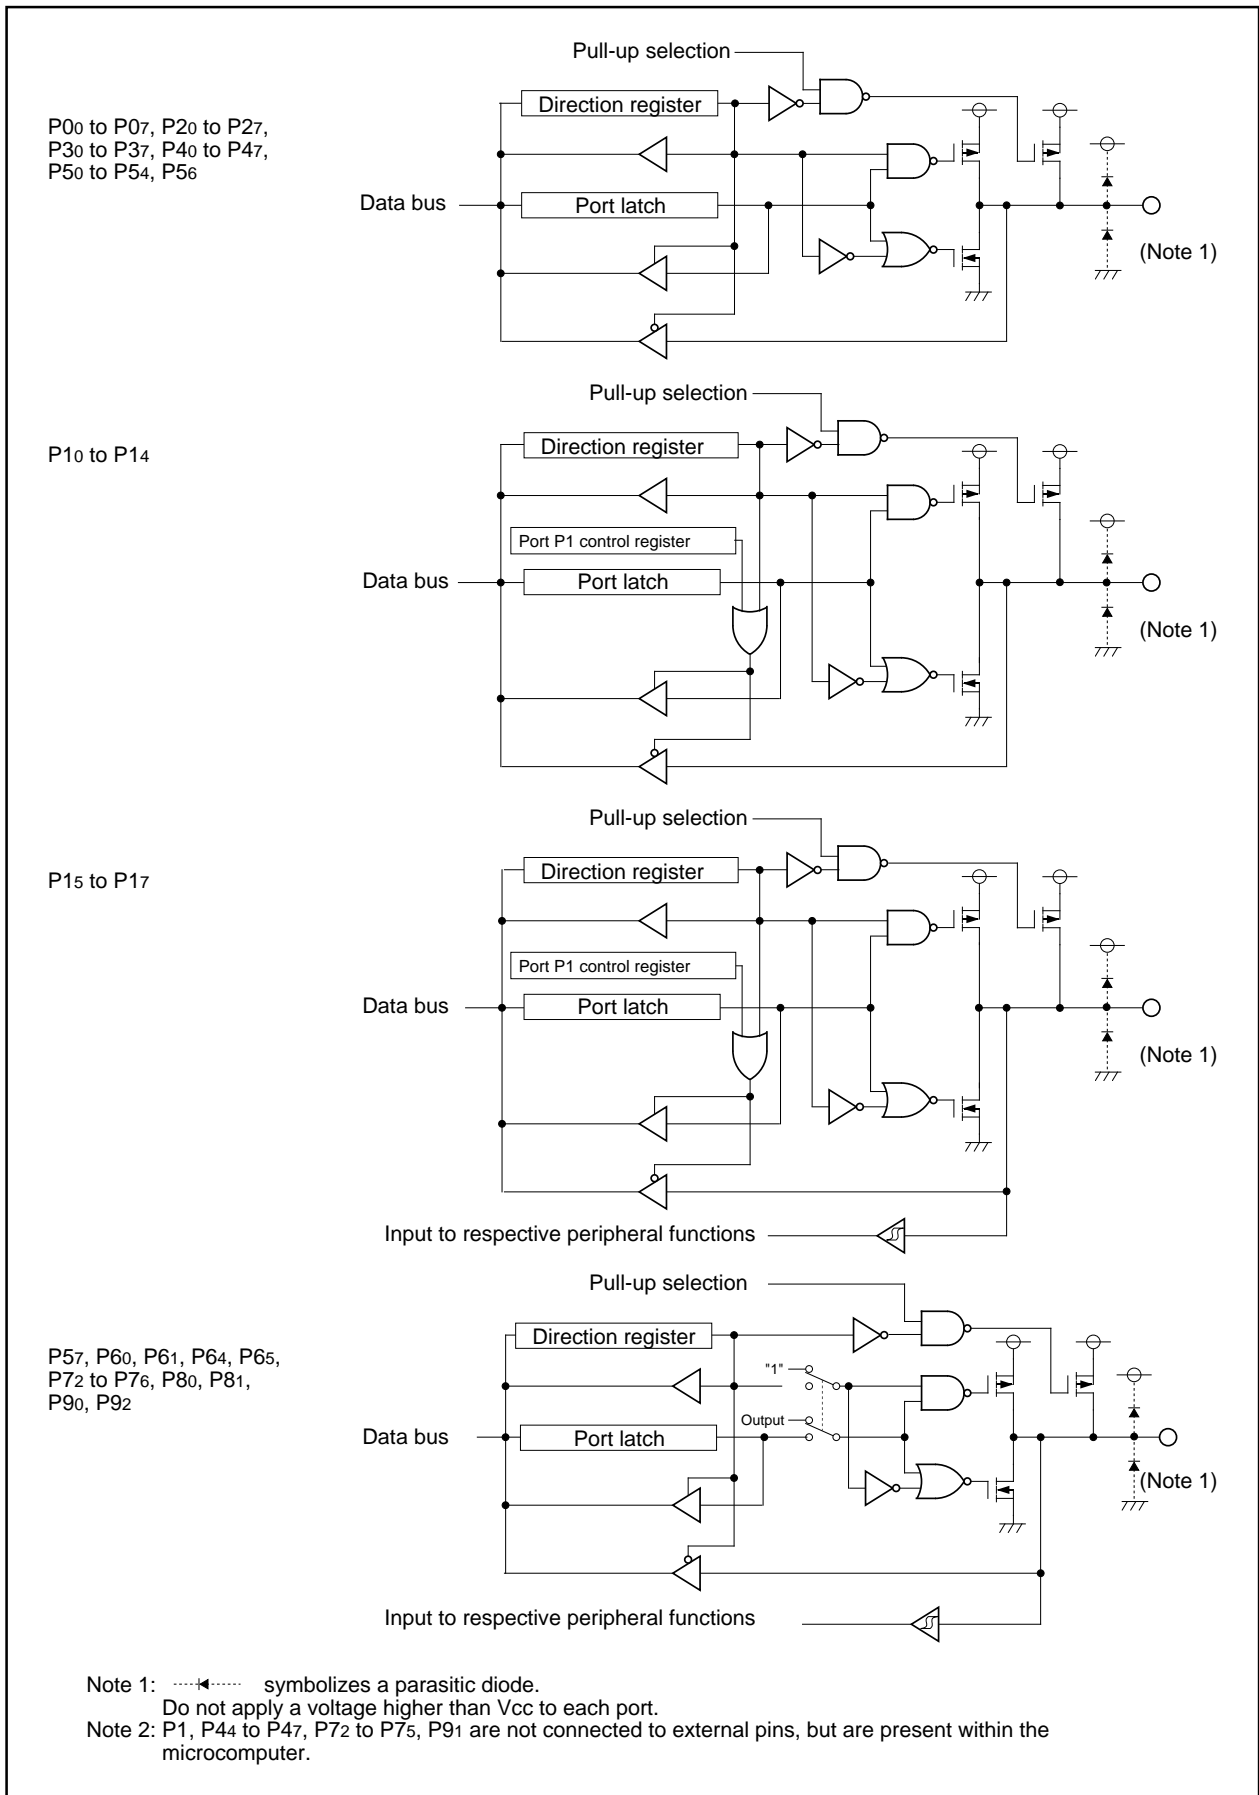 Pull-up selection
Direction register
P00 to P07, P20 to P27,
P30 to P37, P40 to P47,
P50 to P54, P56
Data bus
Port latch
(Note 1)
Pull-up selection
Direction register
P10 to P14
Port P1 control register
Data bus
Port latch
(Note 1)
Pull-up selection
Direction register
P15 to P17
Port P1 control register
Data bus
Port latch
(Note 1)
Input to respective peripheral functions
Pull-up selection
Direction register
P57, P60, P61, P64, P65,
P72 to P76, P80, P81,
P90, P92
"1"
Output
Data bus
Port latch
(Note 1)
Input to respective peripheral functions
Note 1: symbolizes a parasitic diode.
Do not apply a voltage higher than Vcc to each port.
Note 2: P1, P44 to P47, P72 to P75, P91 are not connected to external pins, but are present within the
microcomputer.